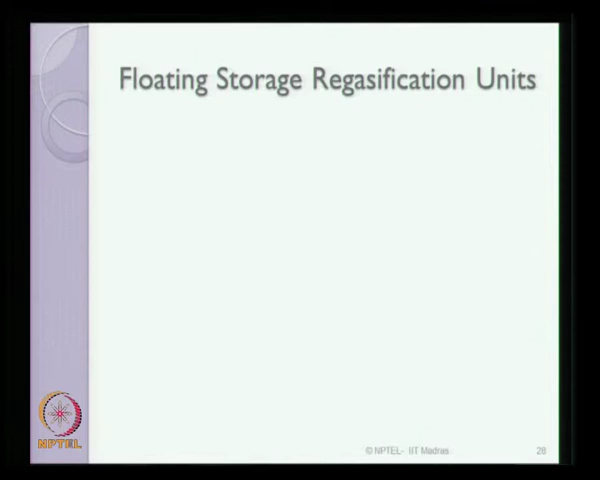 Floating Storage Regasification Units
NPTEL
© NPTEL- IIT Madras
28